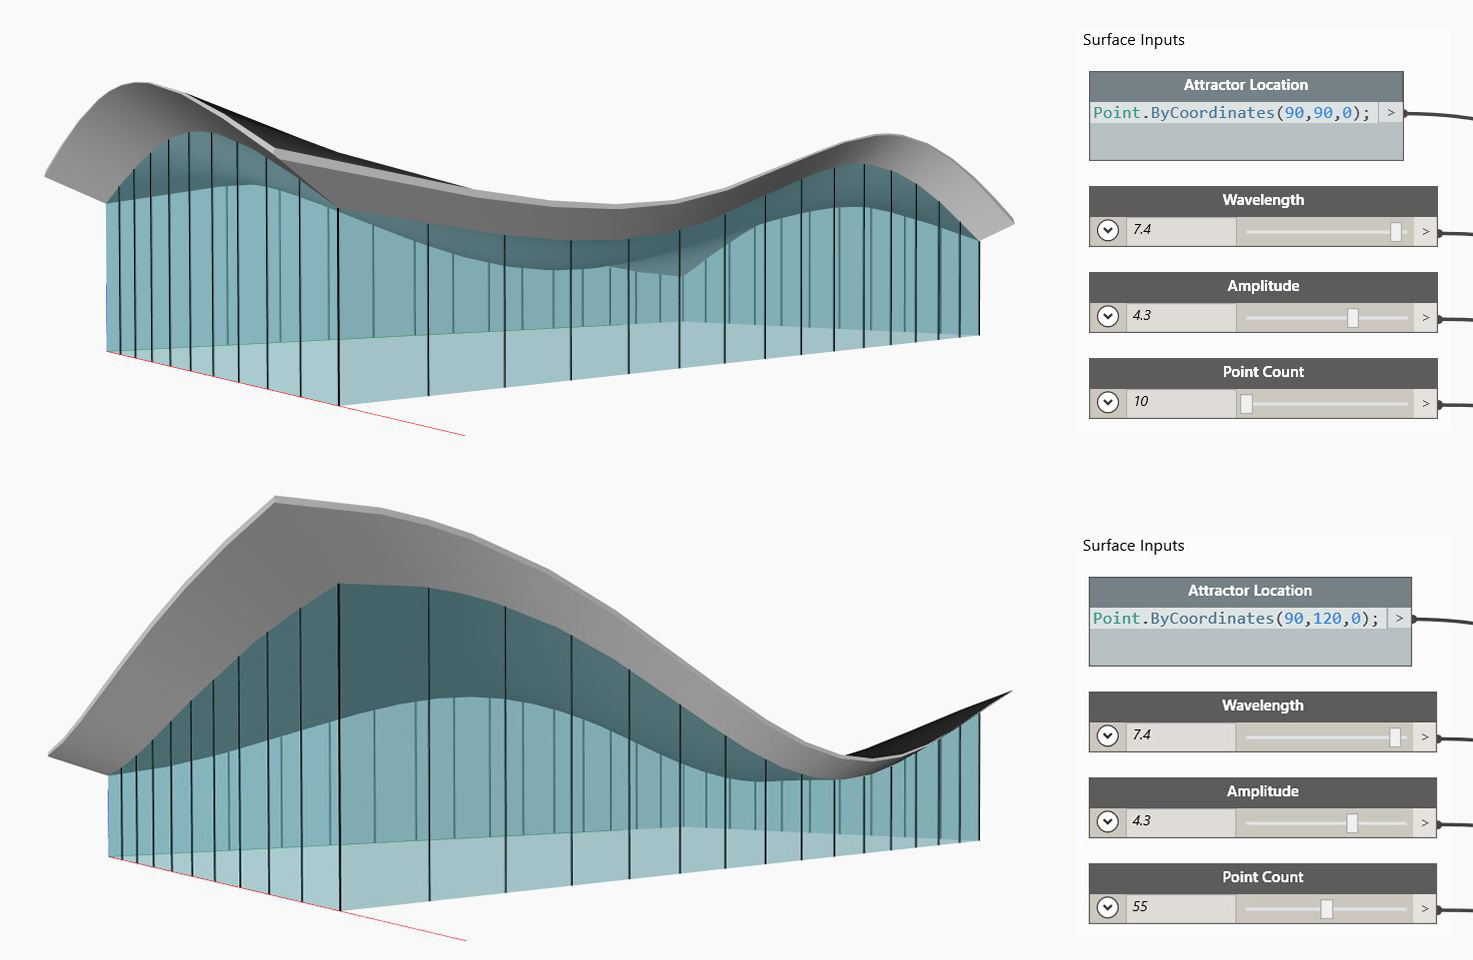 Surface Inputs
Attractor Location
Point.ByCoordinates(90,90,0); >
Wavelength
7.4 >
Amplitude
4.3 >
Point Count
10 >
Surface Inputs
Attractor Location
Point.ByCoordinates(90,120,0); >
Wavelength
7.4 >
Amplitude
4.3 >
Point Count
55 >